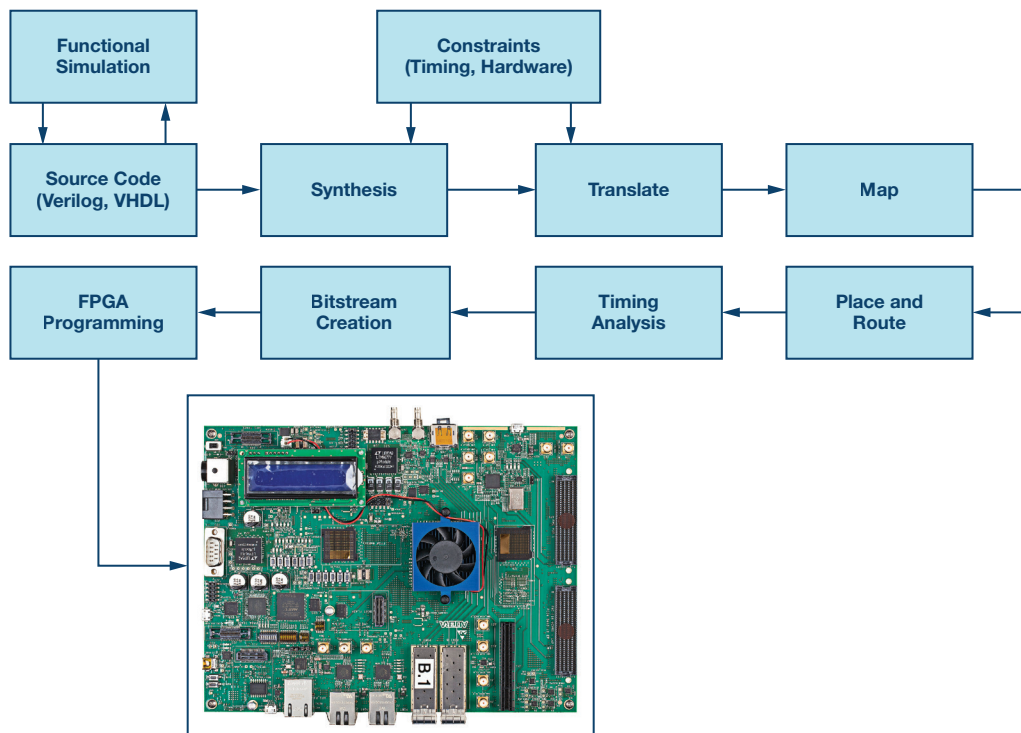 Functional
Simulation
Constraints
(Timing, Hardware)
Source Code
(Verilog, VHDL)
Synthesis
Translate
Map
FPGA
Programming
Bitstream
Creation
Timing
Analysis
Place and
Route
B.1